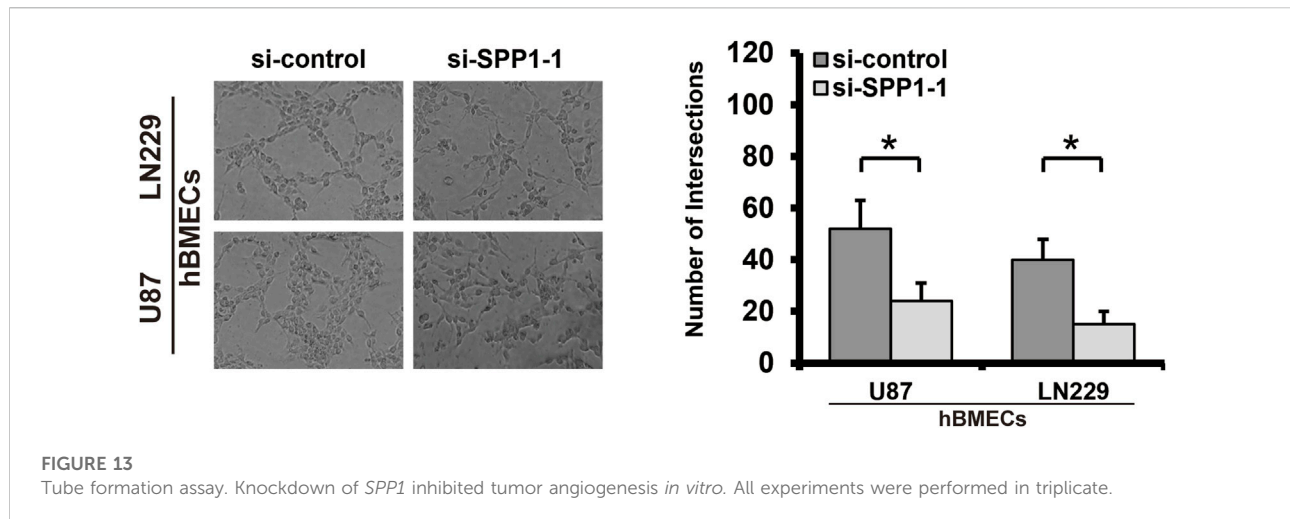 si-control si-SPP1-1
LN229
U87
hBMECs
120
100
80
60
40
20
0
Number of Intersections
si-control
si-SPP1-1
* *
U87 LN229
hBMECs
FIGURE 13
Tube formation assay. Knockdown of SPP1 inhibited tumor angiogenesis in vitro. All experiments were performed in triplicate.